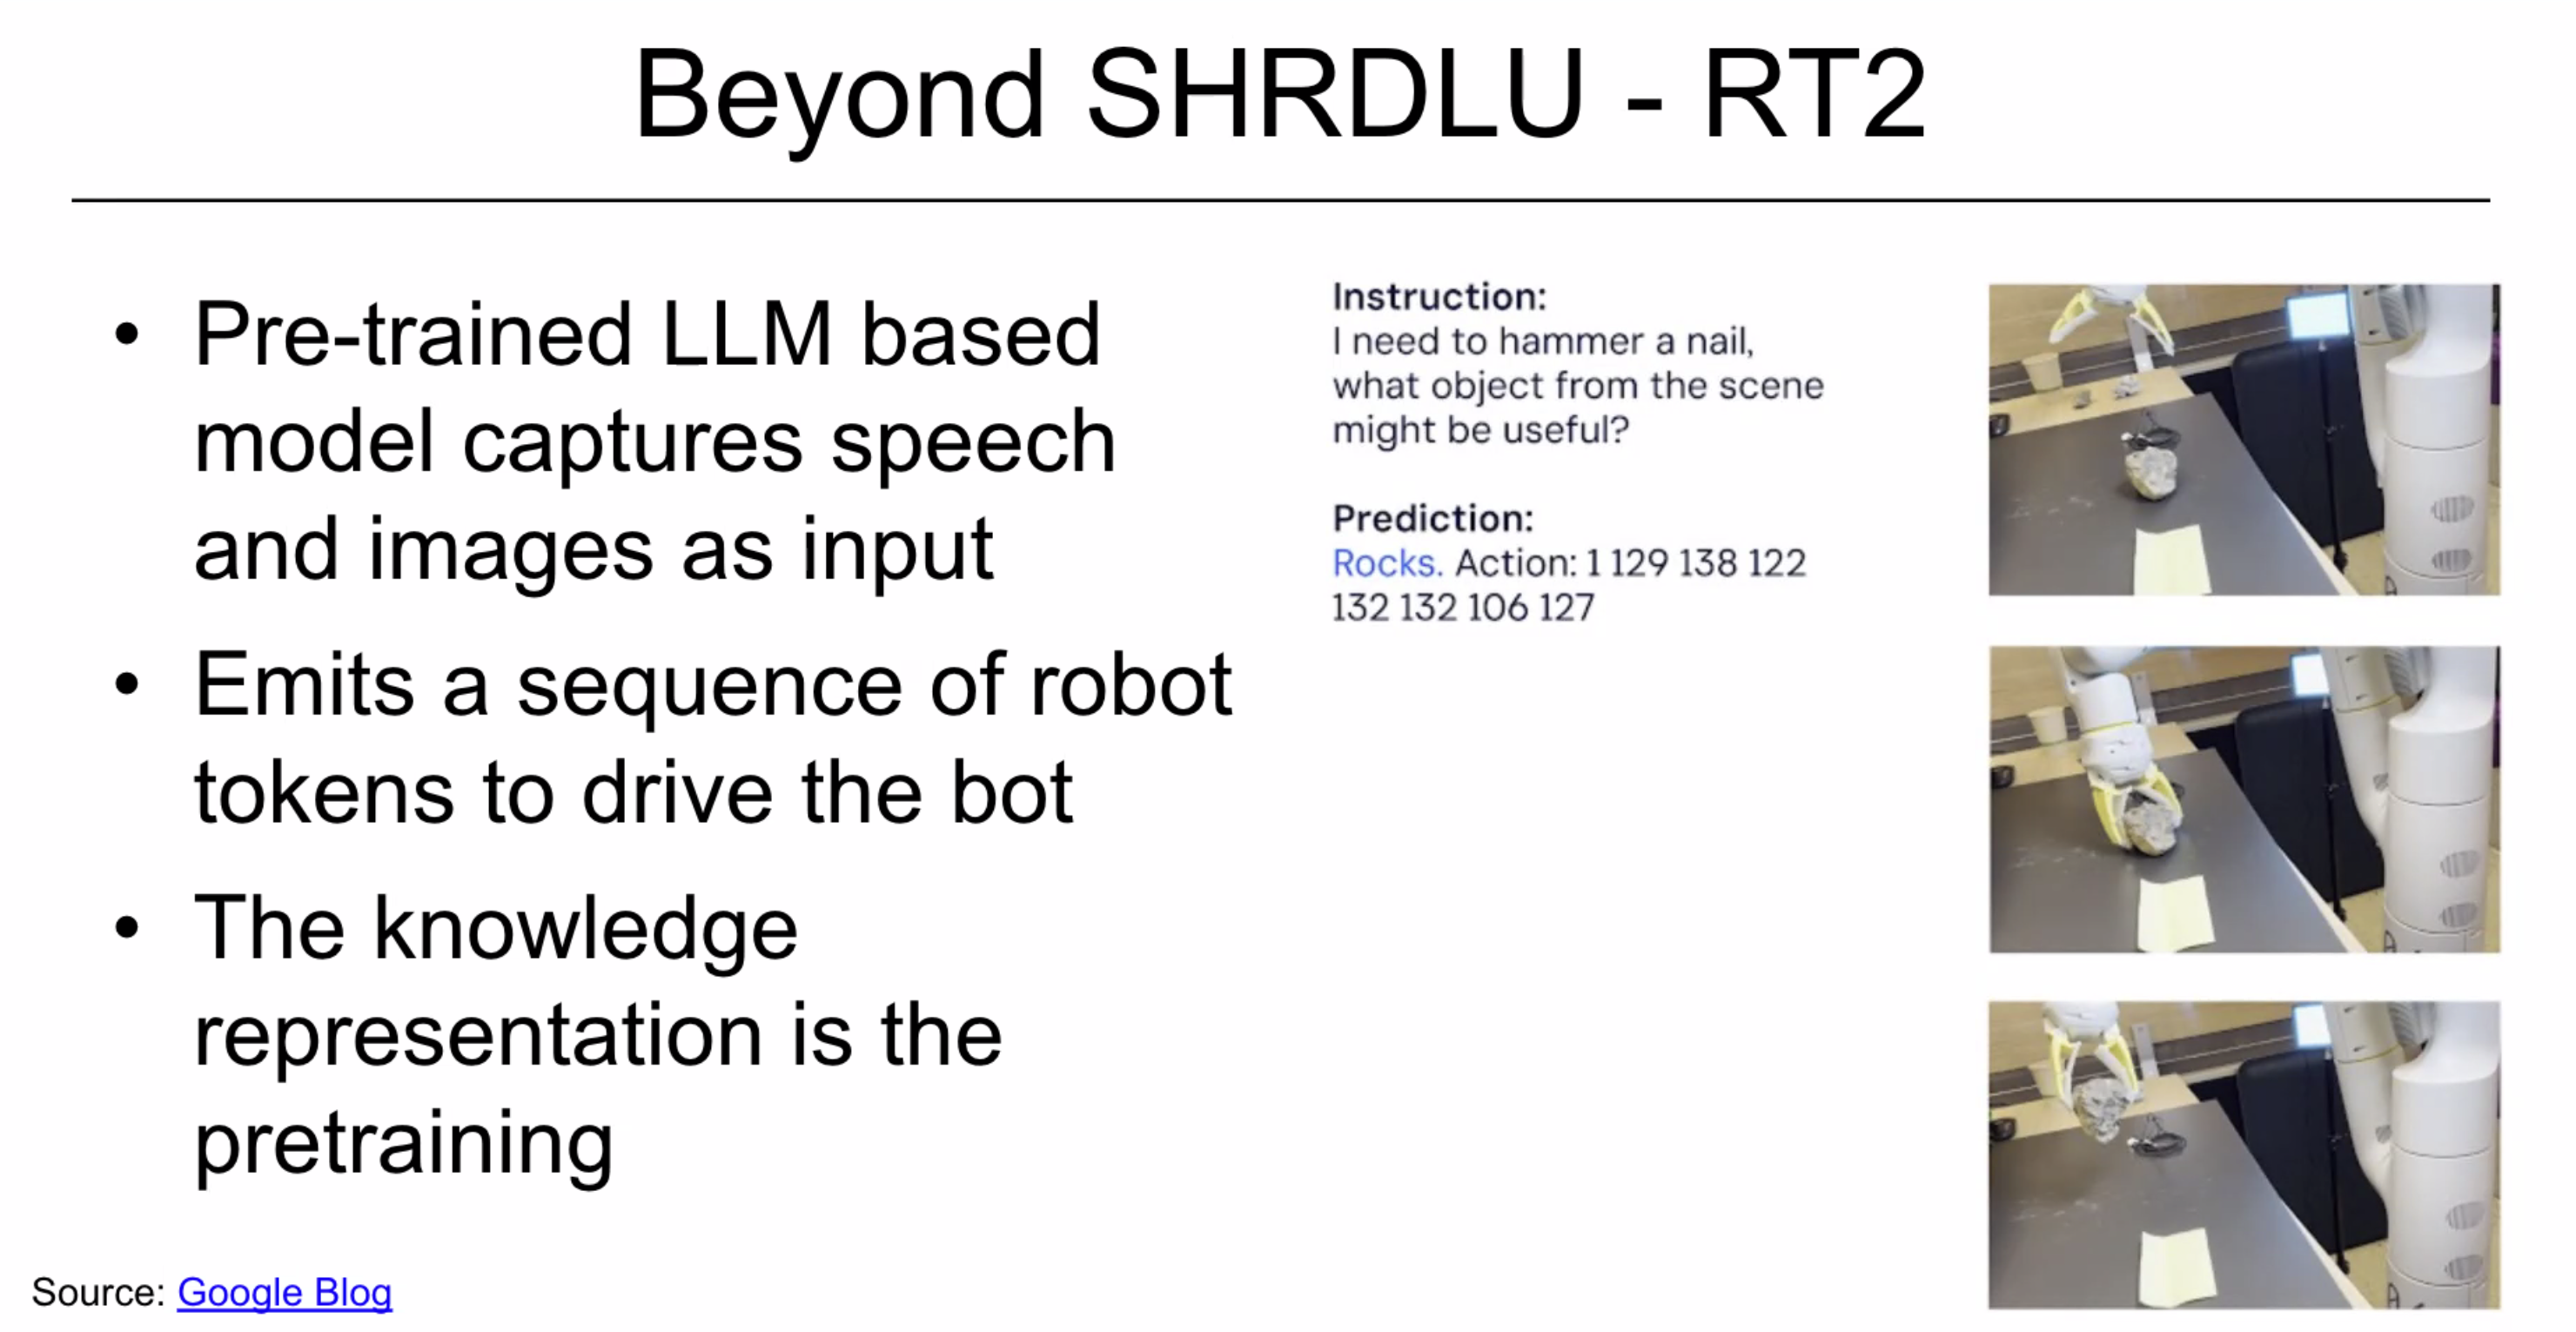 Beyond SHRDLU - RT2
• Pre-trained LLM based
model captures speech
and images as input
• Emits a sequence of robot
tokens to drive the bot
• The knowledge
representation is the
pretraining
Instruction:
I need to hammer a nail,
what object from the scene
might be useful?
Prediction:
Rocks. Action: 1 129 138 122
132 132 106 127
Source: Google Blog